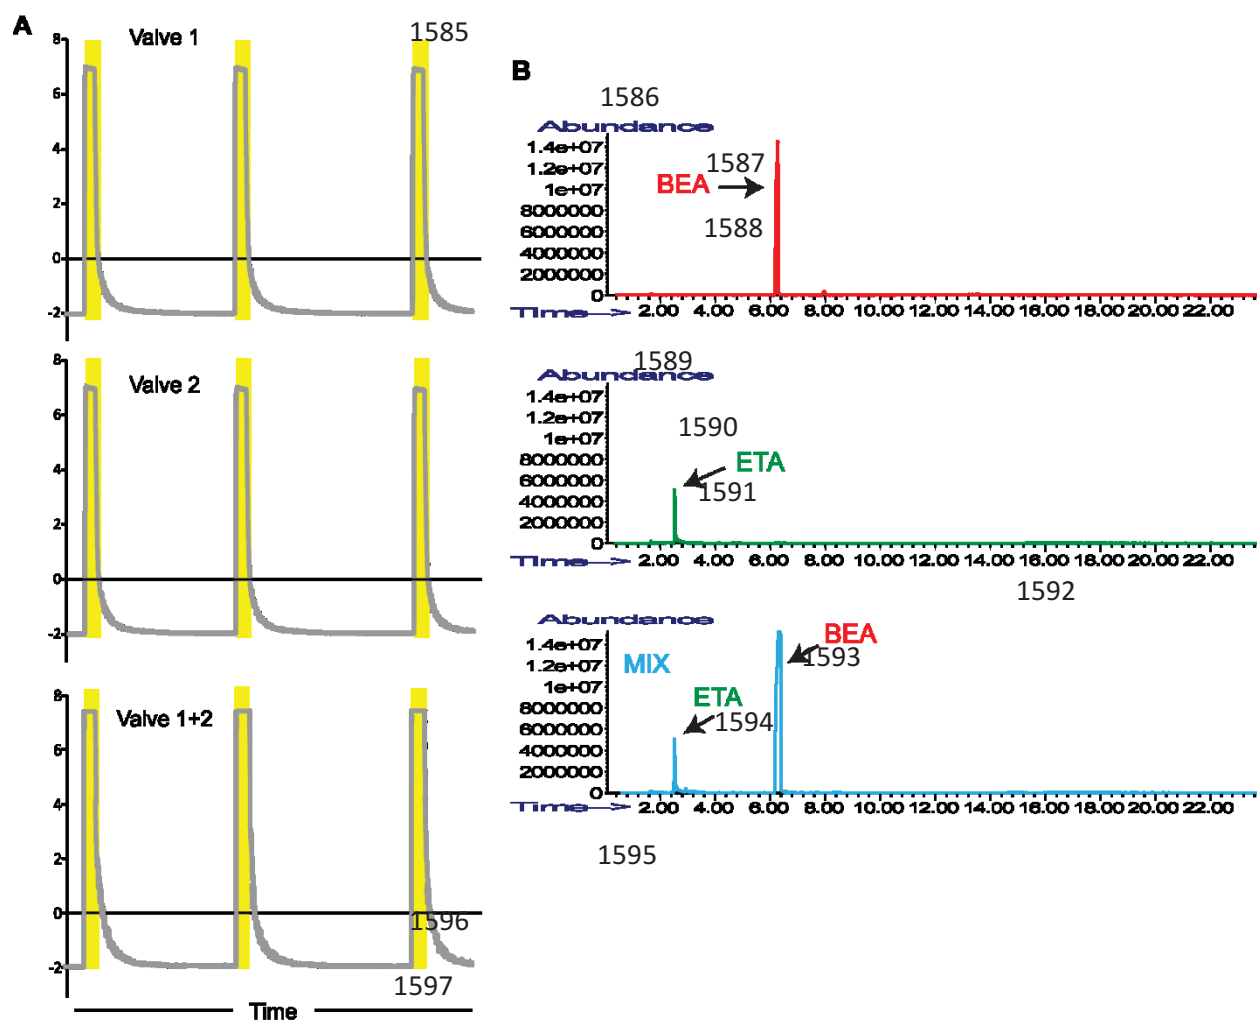 A
Valve 1
1585
8
6
4
2
0
-2
8
Valve 2
6
4
2
0
-2
8
Valve 1+2
6
4
2
0
-2
1596
1597
Time
B
1586
Abundance
1.4e+07
1.2e+07
1e+07
8000000
6000000
4000000
2000000
0
1587
BEA
1588
Time--> 2.00 4.00 6.00 8.00 10.00 12.00 14.00 16.00 18.00 20.00 22.00
1589
Abundance
1.4e+07
1.2e+07
1e+07
8000000
6000000
4000000
2000000
0
1590
ETA
1591
Time--> 2.00 4.00 6.00 8.00 10.00 12.00 14.00 16.00 18.00 20.00 22.00
1592
Abundance
1.4e+07
1.2e+07
1e+07
8000000
6000000
4000000
2000000
0
MIX
BEA
1593
ETA
1594
Time--> 2.00 4.00 6.00 8.00 10.00 12.00 14.00 16.00 18.00 20.00 22.00
1595